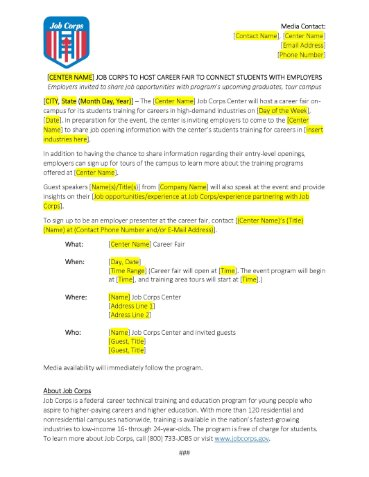 Job Corps
Media Contact:
[Contact Name], [Center Name]
[Email Address]
[Phone Number]
[CENTER NAME] JOB CORPS TO HOST CAREER FAIR TO CONNECT STUDENTS WITH EMPLOYERS
Employers invited to share job opportunities with program's upcoming graduates, tour campus
[CITY, State (Month Day, Year)] – The [Center Name] Job Corps Center will host a career fair on-
campus for its students training for careers in high-demand industries on [Day of the Week],
[Date]. In preparation for the event, the center is inviting employers to come to the [Center
Name] to share job opening information with the center's students training for careers in [insert
industries here].
In addition to having the chance to share information regarding their entry-level openings,
employers can sign up for tours of the campus to learn more about the training programs
offered at [Center Name].
Guest speakers [Name(s)/Title(s)] from [Company Name] will also speak at the event and provide
insights on their [Job opportunities/experience at Job Corps/experience partnering with Job
Corps].
To sign up to be an employer presenter at the career fair, contact [(Center Name)'s (Title)
(Name) at (Contact Phone Number and/or E-Mail Address)].
What: [Center Name] Career Fair
When: [Day, Date]
[Time Range] (Career fair will open at [Time]. The event program will begin
at [Time], and training area tours will start at [Time].)
Where: [Name] Job Corps Center
[Address Line 1]
[Adress Line 2]
Who: [Name] Job Corps Center and invited guests
[Guest, Title]
[Guest, Title]
Media availability will immediately follow the program.
About Job Corps
Job Corps is a federal career technical training and education program for young people who
aspire to higher-paying careers and higher education. With more than 120 residential and
nonresidential campuses nationwide, training is available in the nation's fastest-growing
industries to low-income 16- through 24-year-olds. The program is free of charge for students.
To learn more about Job Corps, call (800) 733-JOBS or visit www.jobcorps.gov.
###